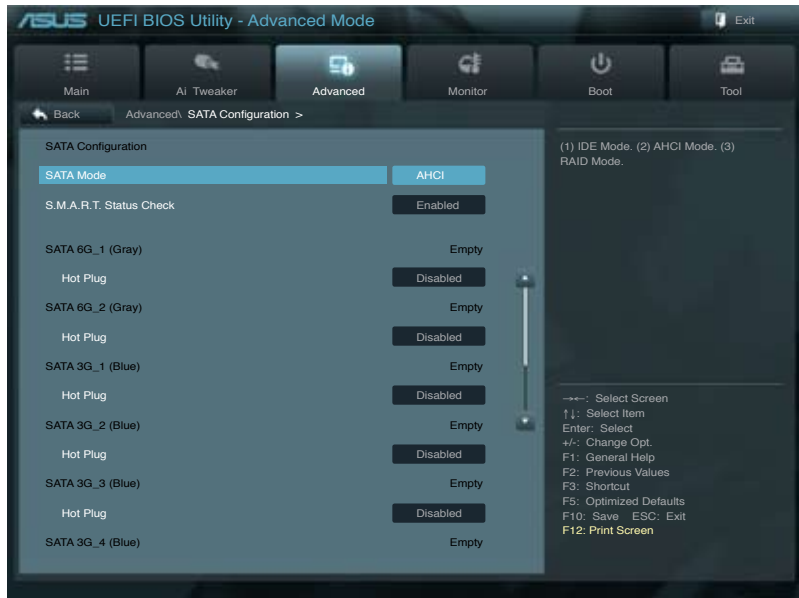 ASUS UEFI BIOS Utility - Advanced Mode
Exit
Main
Ai Tweaker
Advanced
Monitor
Boot
Tool
Back
Advanced\ SATA Configuration >
SATA Configuration
SATA Mode AHCI
S.M.A.R.T. Status Check Enabled
SATA 6G_1 (Gray) Empty
Hot Plug Disabled
SATA 6G_2 (Gray) Empty
Hot Plug Disabled
SATA 3G_1 (Blue) Empty
Hot Plug Disabled
SATA 3G_2 (Blue) Empty
Hot Plug Disabled
SATA 3G_3 (Blue) Empty
Hot Plug Disabled
SATA 3G_4 (Blue) Empty
(1) IDE Mode. (2) AHCI Mode. (3)
RAID Mode.
→←: Select Screen
↑↓: Select Item
Enter: Select
+/-: Change Opt.
F1: General Help
F2: Previous Values
F3: Shortcut
F5: Optimized Defaults
F10: Save ESC: Exit
F12: Print Screen